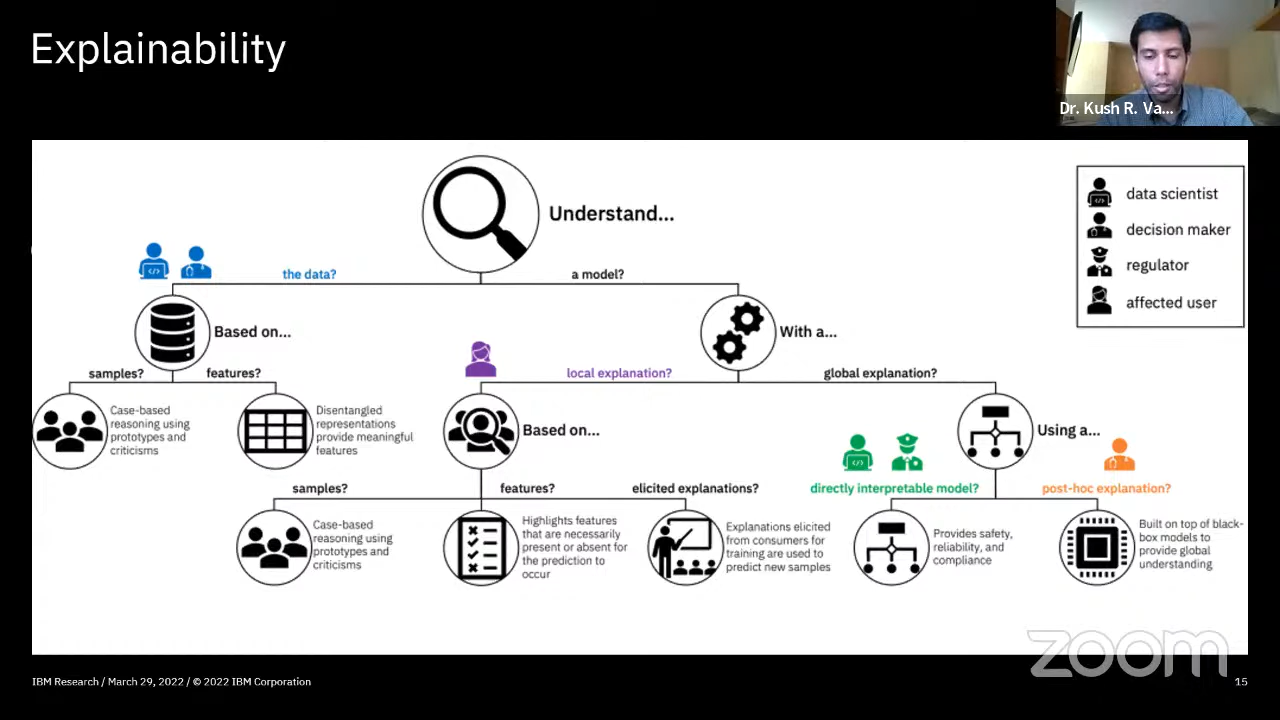 Explainability
Dr. Kush R. Va...
Understand...
data scientist
decision maker
regulator
affected user
the data?
a model?
Based on...
With a...
samples?
features?
local explanation?
global explanation?
Case-based
reasoning using
prototypes and
criticisms
Disentangled
representations
provide meaningful
features
Based on...
Using a...
samples?
features?
elicited explanations?
directly interpretable model?
post-hoc explanation?
Case-based
reasoning using
prototypes and
criticisms
Highlights features
that are necessarily
present or absent for
the prediction to
occur
Explanations elicited
from consumers for
training are used to
predict new samples
Provides safety,
reliability, and
compliance
Built on top of black-
box models to
provide global
understanding
zoom
IBM Research / March 29, 2022 / © 2022 IBM Corporation
15